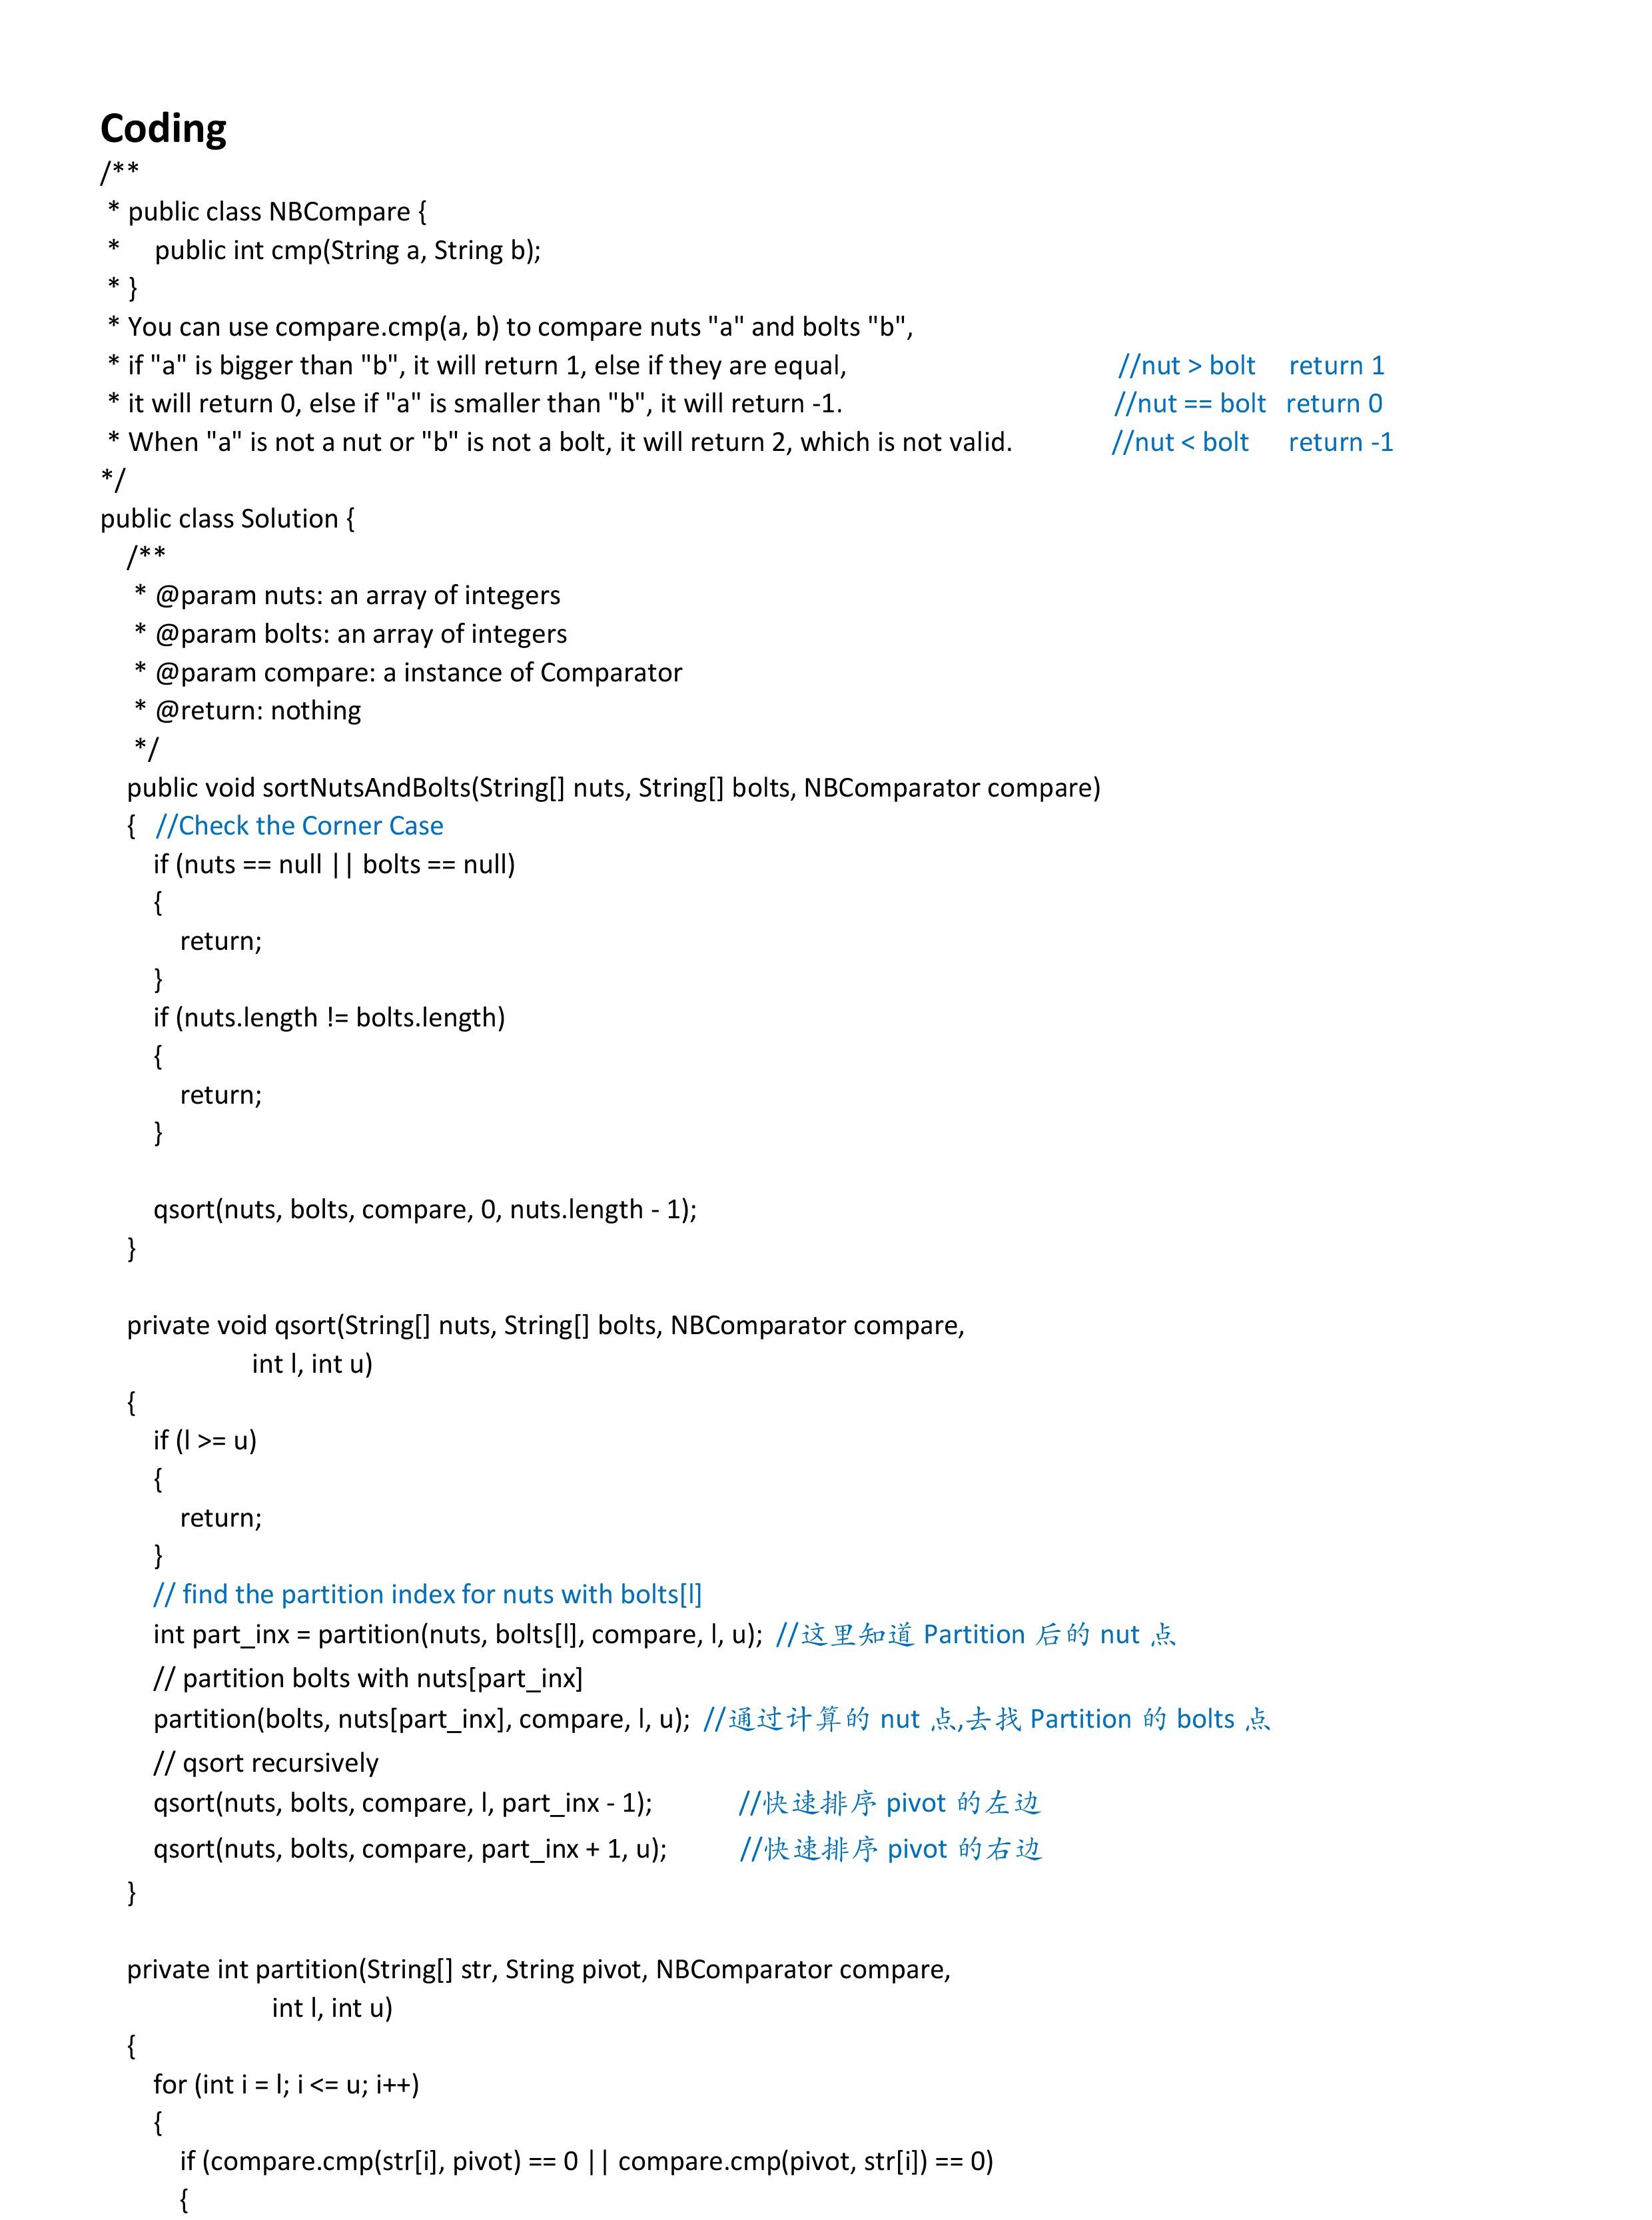 Coding
/**
* public class NBCompare {
*     public int cmp(String a, String b);
* }
* You can use compare.cmp(a, b) to compare nuts "a" and bolts "b",
* if "a" is bigger than "b", it will return 1, else if they are equal,     //nut > bolt     return 1
* it will return 0, else if "a" is smaller than "b", it will return -1.     //nut == bolt   return 0
* When "a" is not a nut or "b" is not a bolt, it will return 2, which is not valid.     //nut < bolt     return -1
*/
public class Solution {
/**
* @param nuts: an array of integers
* @param bolts: an array of integers
* @param compare: a instance of Comparator
* @return: nothing
*/
public void sortNutsAndBolts(String[] nuts, String[] bolts, NBComparator compare)
{   //Check the Corner Case
if (nuts == null || bolts == null)
{
return;
}
if (nuts.length != bolts.length)
{
return;
}
qsort(nuts, bolts, compare, 0, nuts.length - 1);
}
private void qsort(String[] nuts, String[] bolts, NBComparator compare,
int l, int u)
{
if (l >= u)
{
return;
}
// find the partition index for nuts with bolts[l]
int part_inx = partition(nuts, bolts[l], compare, l, u);  //这里知道 Partition 后的 nut 点
// partition bolts with nuts[part_inx]
partition(bolts, nuts[part_inx], compare, l, u);  //通过计算的 nut 点,去找 Partition 的 bolts 点
// qsort recursively
qsort(nuts, bolts, compare, l, part_inx - 1);     //快速排序 pivot 的左边
qsort(nuts, bolts, compare, part_inx + 1, u);     //快速排序 pivot 的右边
}
private int partition(String[] str, String pivot, NBComparator compare,
int l, int u)
{
for (int i = l; i <= u; i++)
{
if (compare.cmp(str[i], pivot) == 0 || compare.cmp(pivot, str[i]) == 0)
{